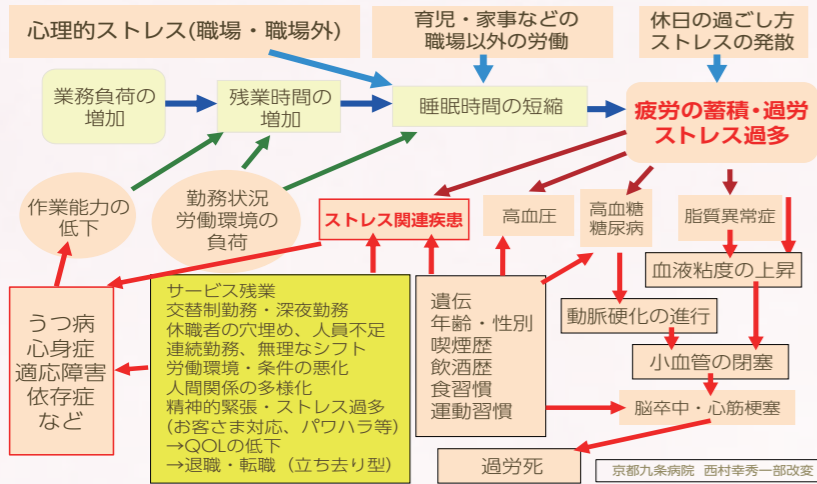 心理的ストレス(職場・職場外)
育児・家事などの
職場以外の労働
休日の過ごし方
ストレスの発散
業務負荷の
増加
残業時間の
増加
睡眠時間の短縮
疲労の蓄積・過労
ストレス過多
作業能力の
低下
勤務状況
労働環境の
負荷
ストレス関連疾患
高血圧
高血糖
糖尿病
脂質異常症
血液粘度の上昇
動脈硬化の進行
小血管の閉塞
脳卒中・心筋梗塞
過労死
うつ病
心身症
適応障害
依存症
など
サービス残業
交替制勤務・深夜勤務
休職者の穴埋め、人員不足
連続勤務、無理なシフト
労働環境・条件の悪化
人間関係の多様化
精神的緊張・ストレス過多
(お客さま対応、パワハラ等)
→QOLの低下
→退職・転職（立ち去り型）
遺伝
年齢・性別
喫煙歴
飲酒歴
食習慣
運動習慣
京都九条病院 西村幸秀一部改変